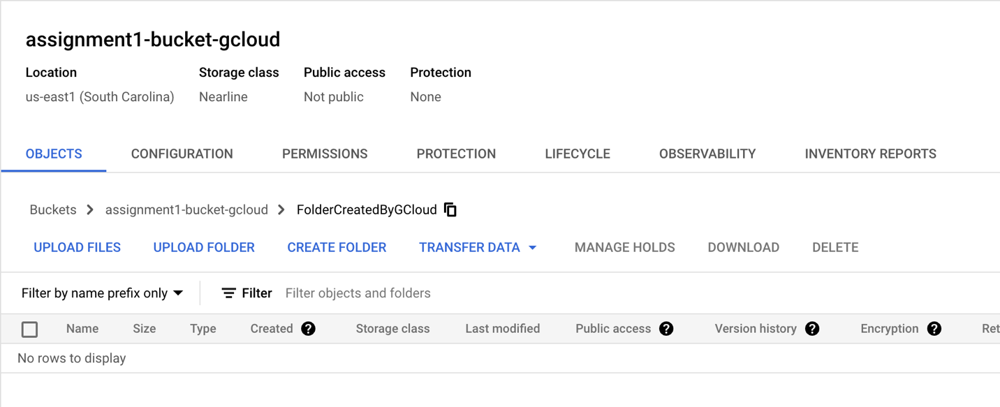 assignment1-bucket-gcloud
Location Storage class Public access Protection
us-east1 (South Carolina) Nearline Not public None
OBJECTS CONFIGURATION PERMISSIONS PROTECTION LIFECYCLE OBSERVABILITY INVENTORY REPORTS
Buckets assignment1-bucket-gcloud FolderCreatedByGCloud
UPLOAD FILES UPLOAD FOLDER CREATE FOLDER TRANSFER DATA MANAGE HOLDS DOWNLOAD DELETE
Filter by name prefix only Filter Filter objects and folders
Name Size Type Created ? Storage class Last modified Public access ? Version history ? Encryption ? Ret
No rows to display